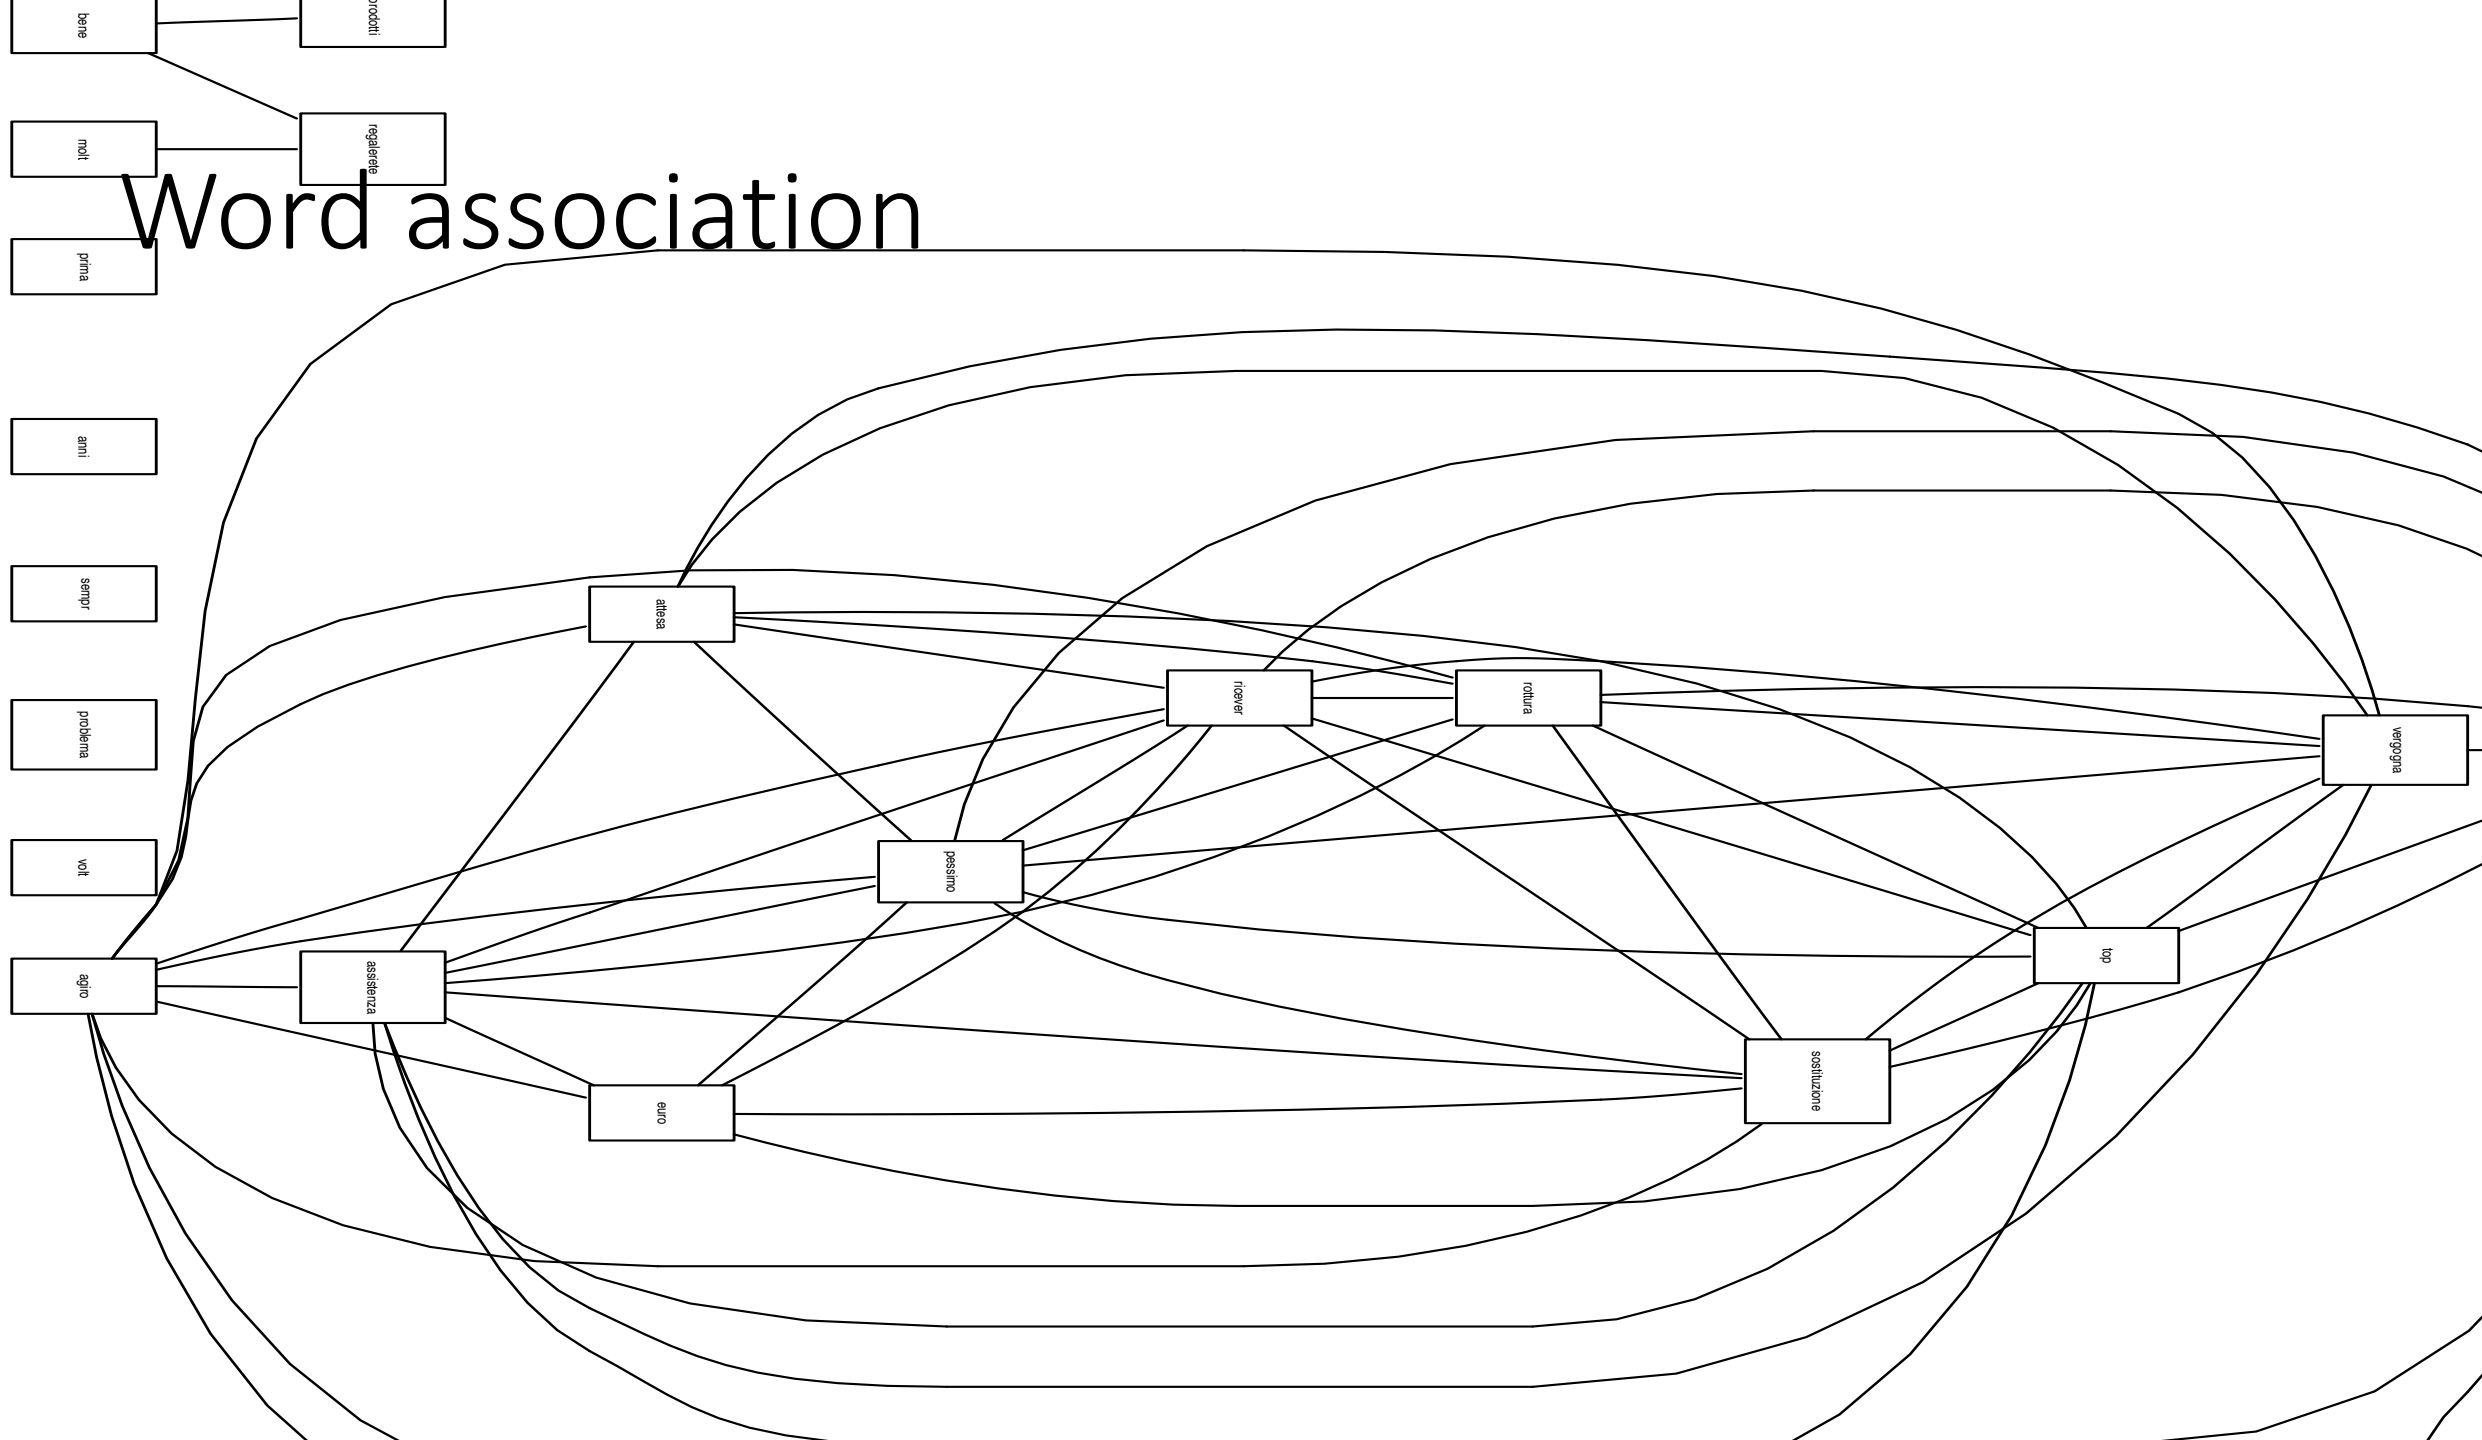 bene
prodotti
molt
regalerete
Word association
prima
anni
sempr
attesa
problema
ricever
rottura
vergogna
volt
pessimo
agiro
assistenza
top
euro
sostituzione